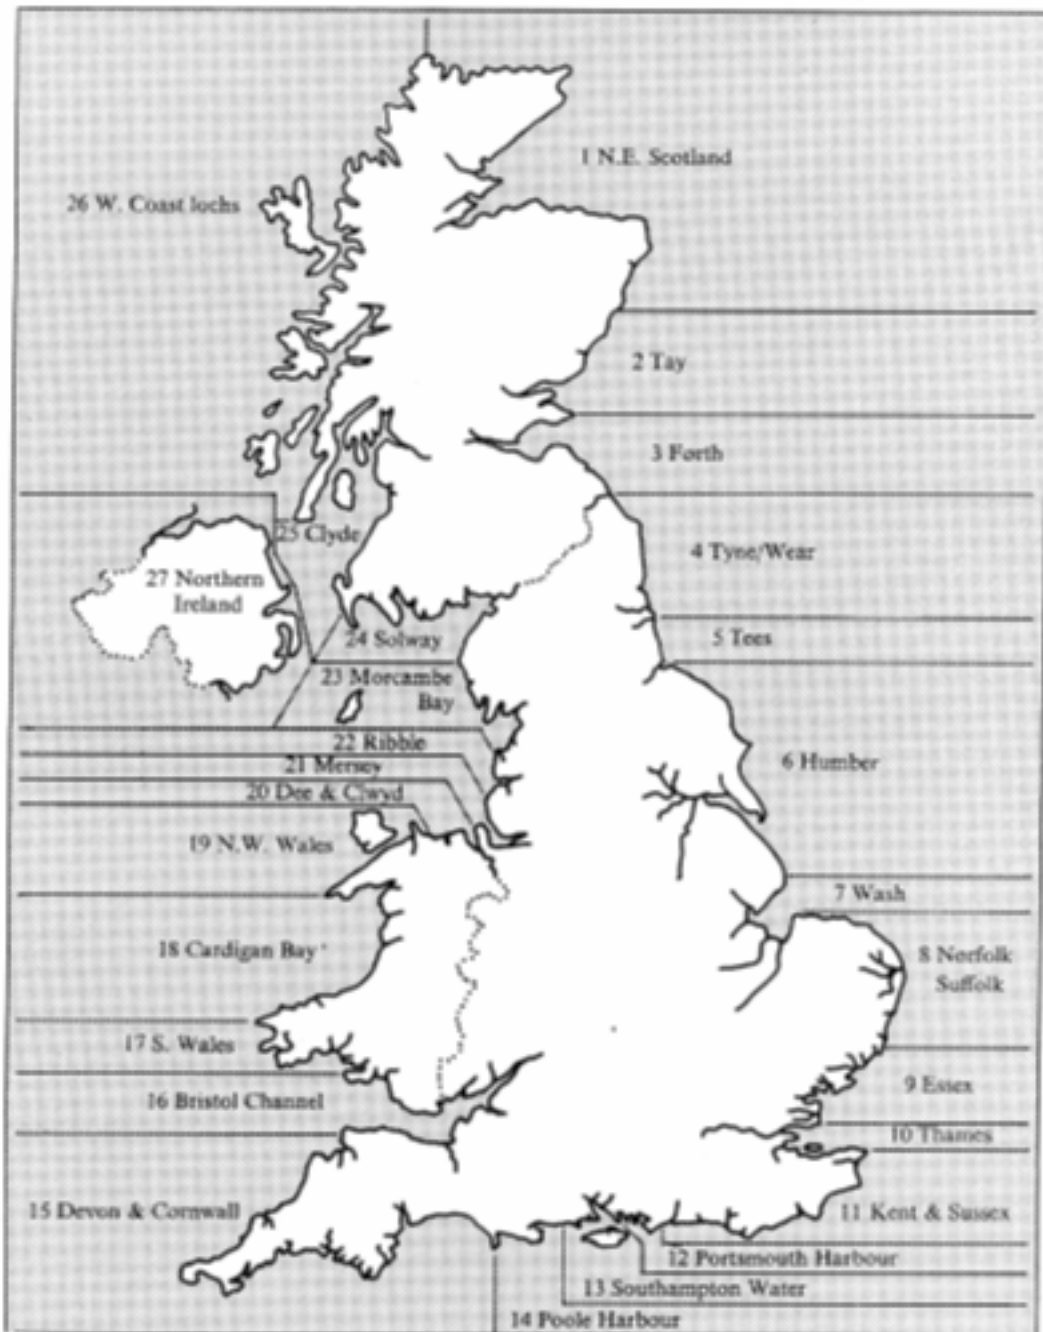 1 N.E. Scotland
26 W. Coast lochs
2 Tay
3 Forth
25 Clyde
4 Tyne/Wear
27 Northern
Ireland
24 Solway
5 Tees
23 Morcambe
Bay
22 Ribble
21 Mersey
6 Humber
20 Dee & Clwyd
19 N.W. Wales
7 Wash
18 Cardigan Bay
8 Norfolk
Suffolk
17 S. Wales
9 Essex
16 Bristol Channel
10 Thames
15 Devon & Cornwall
11 Kent & Sussex
12 Portsmouth Harbour
13 Southampton Water
14 Poole Harbour